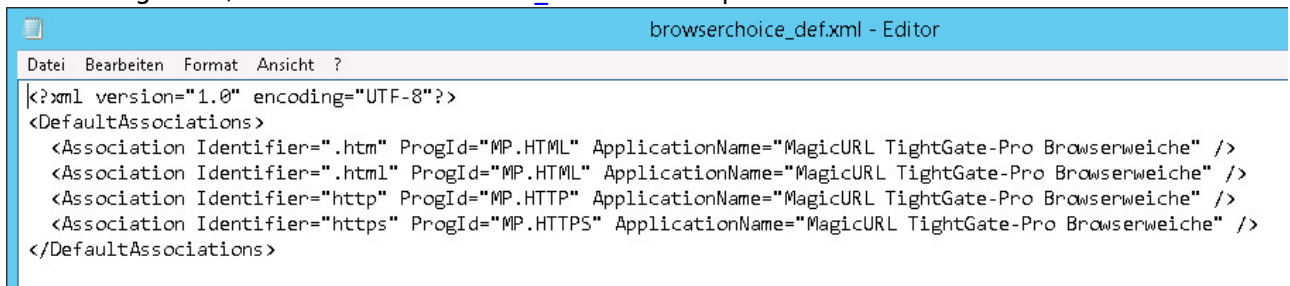 browserchoice_def.xml - Editor
Datei Bearbeiten Format Ansicht ?
<?xml version="1.0" encoding="UTF-8"?>
<DefaultAssociations>
  <Association Identifier=".htm" ProgId="MP.HTML" ApplicationName="MagicURL TightGate-Pro Browserweiche" />
  <Association Identifier=".html" ProgId="MP.HTML" ApplicationName="MagicURL TightGate-Pro Browserweiche" />
  <Association Identifier="http" ProgId="MP.HTTP" ApplicationName="MagicURL TightGate-Pro Browserweiche" />
  <Association Identifier="https" ProgId="MP.HTTPS" ApplicationName="MagicURL TightGate-Pro Browserweiche" />
</DefaultAssociations>